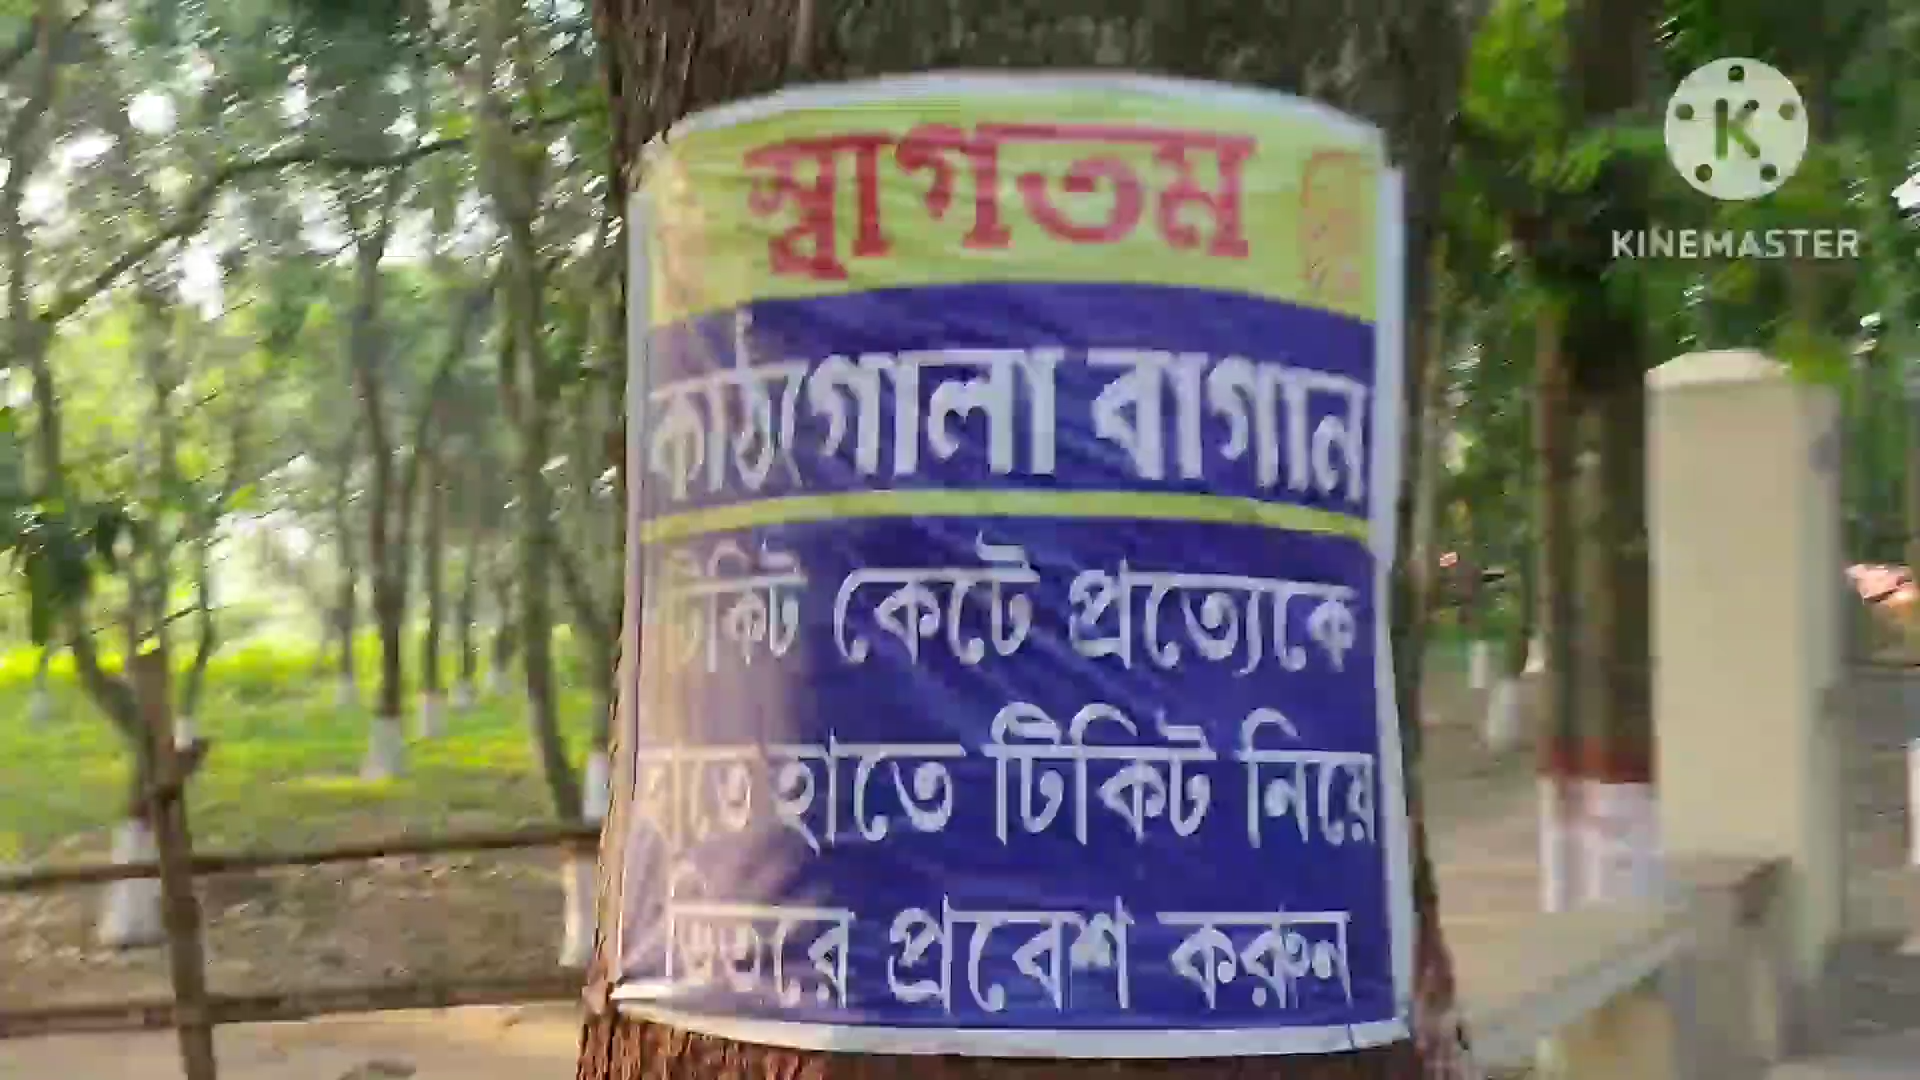 স্বাগতম
কাঠগোলা বাগান
টিকিট কেটে প্রত্যেকে
হাতে হাতে টিকিট নিয়ে
ভিতরে প্রবেশ করুন
KINEMASTER